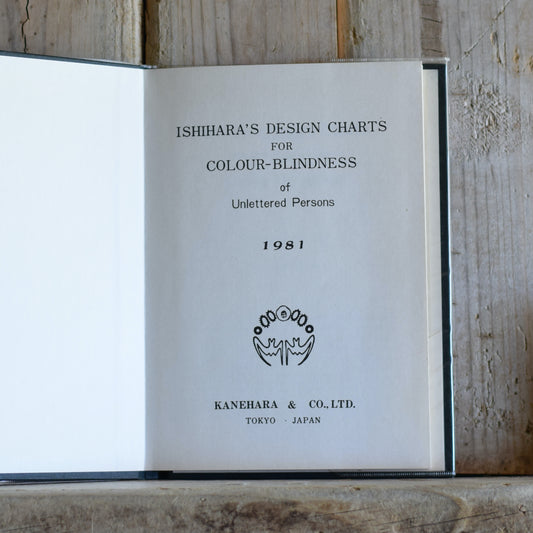 ISHIHARA'S DESIGN CHARTS
FOR
COLOUR-BLINDNESS
of
Unlettered Persons
1981
KANEHARA & CO., LTD.
TOKYO · JAPAN